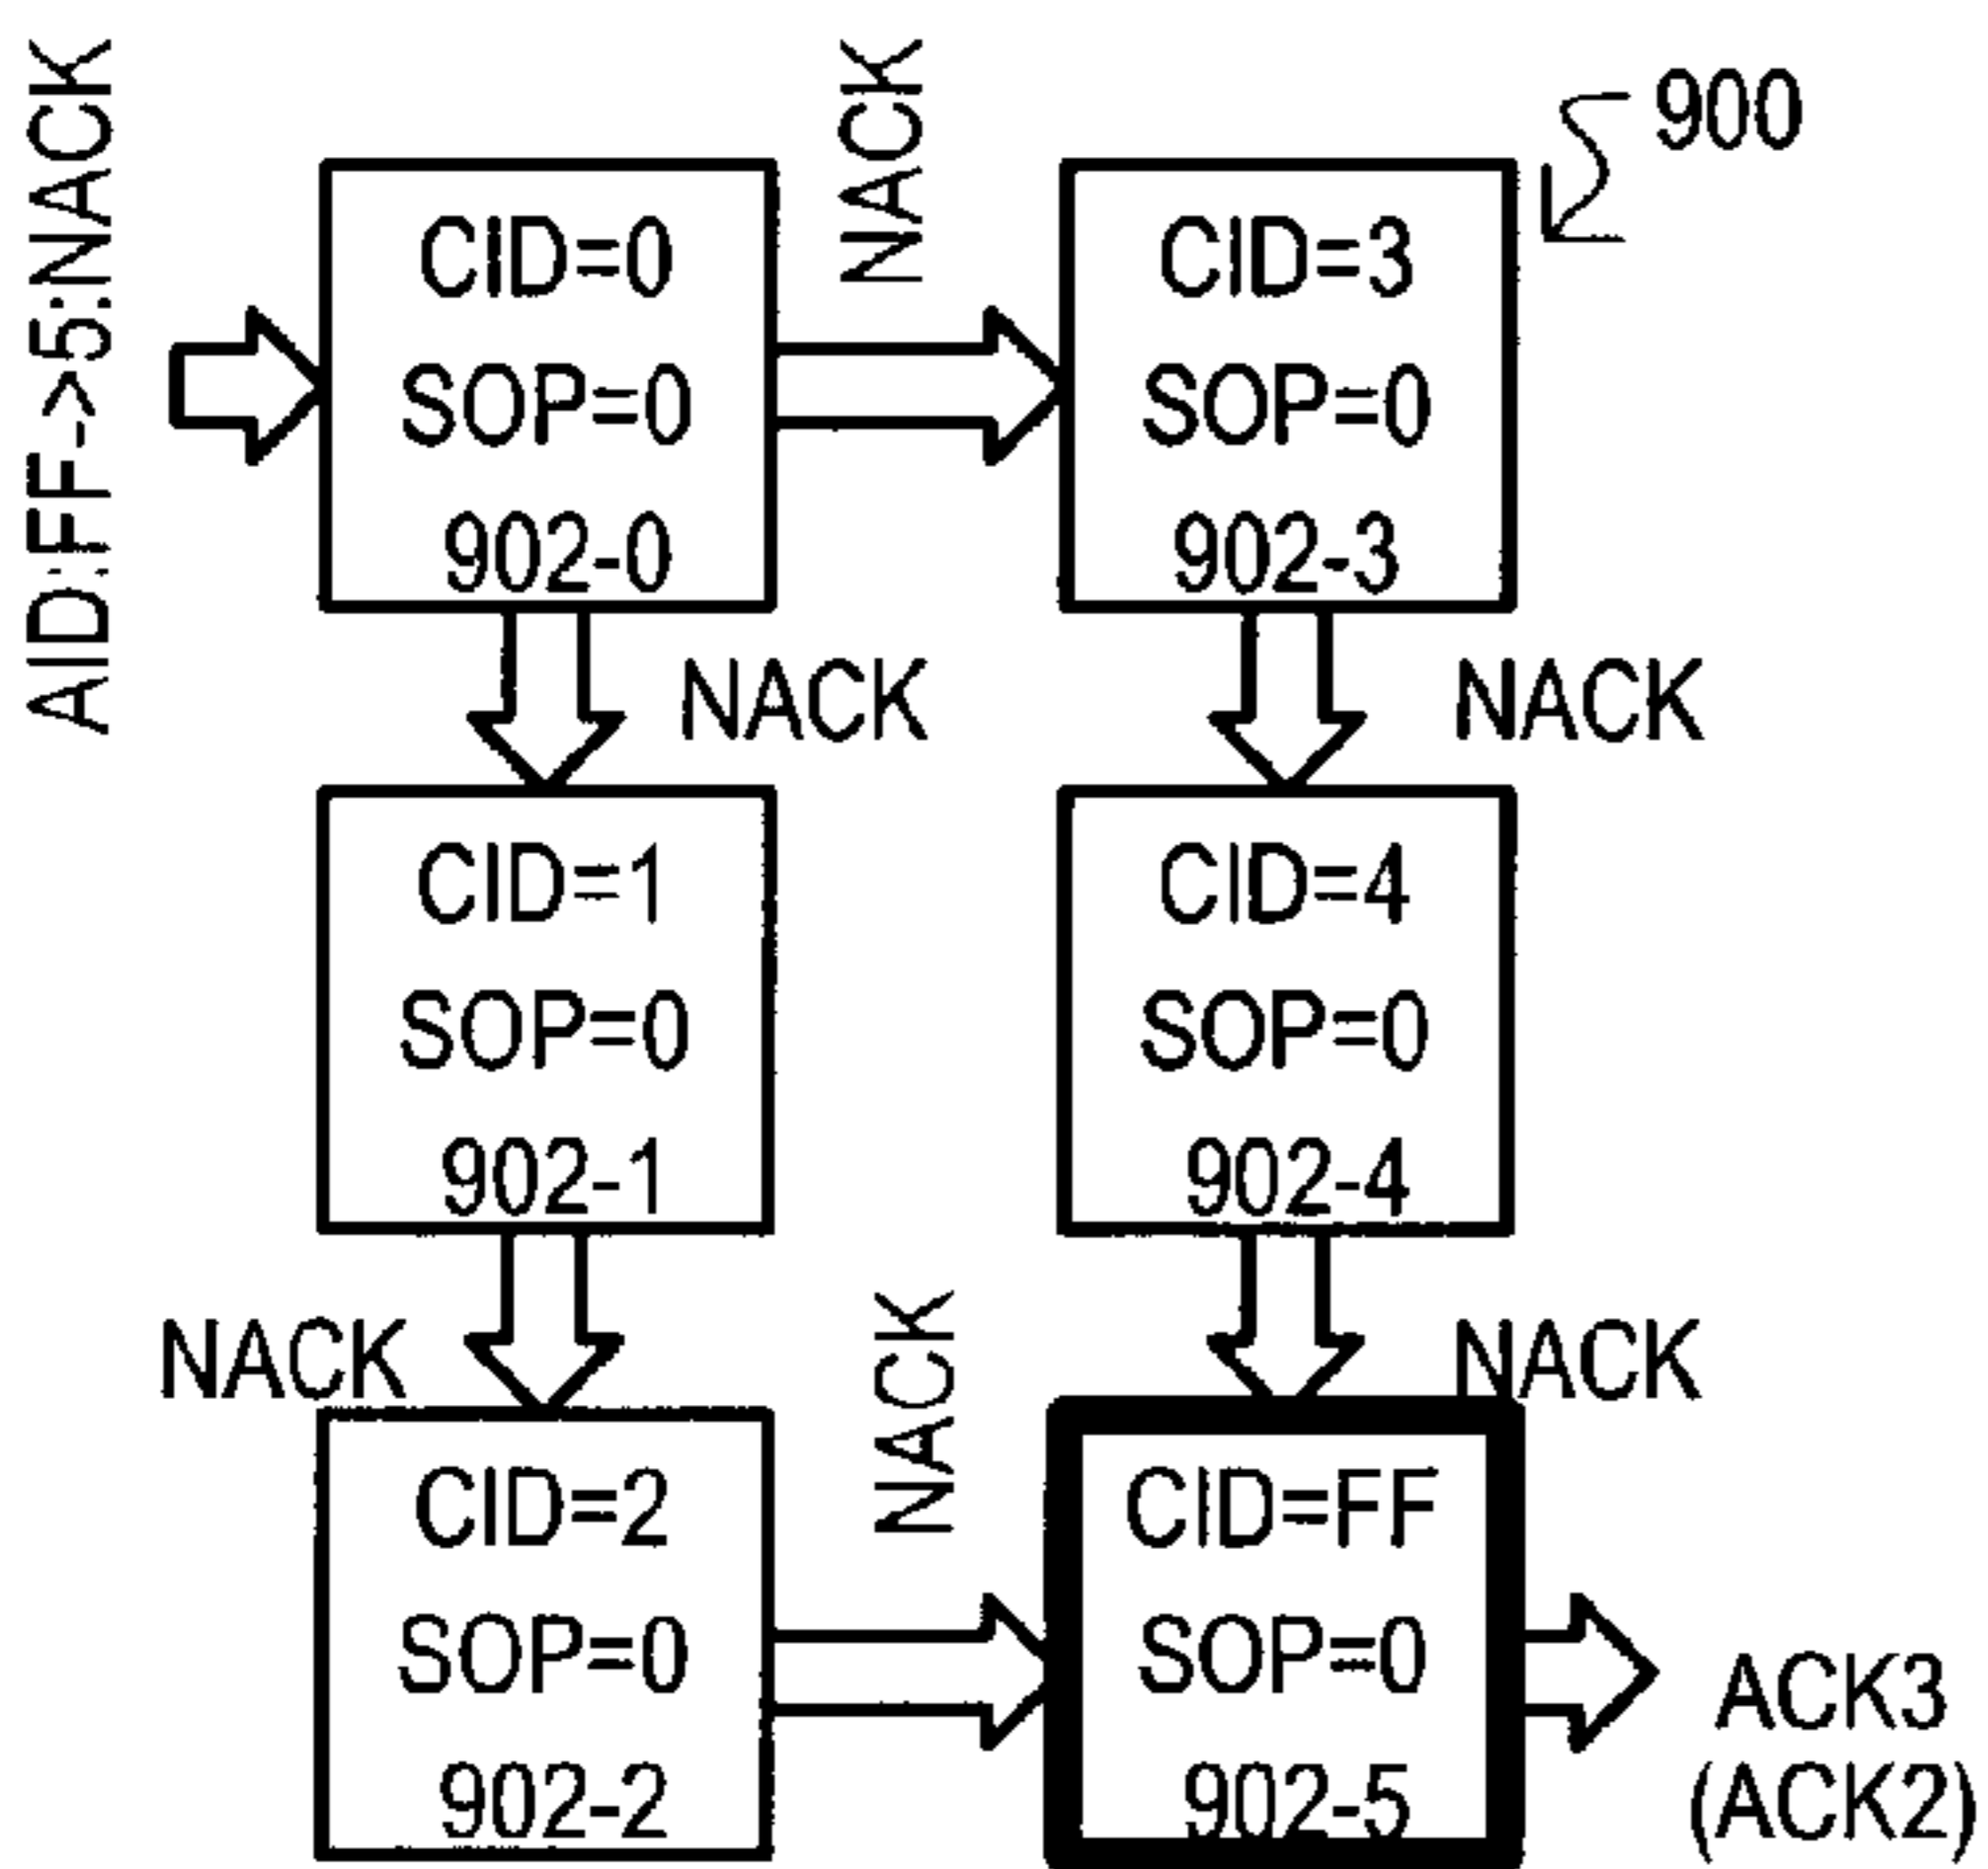 AID:FF->5:NACK
NACK
900
CID=0
SOP=0
902-0
CID=3
SOP=0
902-3
NACK
NACK
CID=1
SOP=0
902-1
CID=4
SOP=0
902-4
NACK
NACK
NACK
CID=2
SOP=0
902-2
CID=FF
SOP=0
902-5
ACK3
(ACK2)